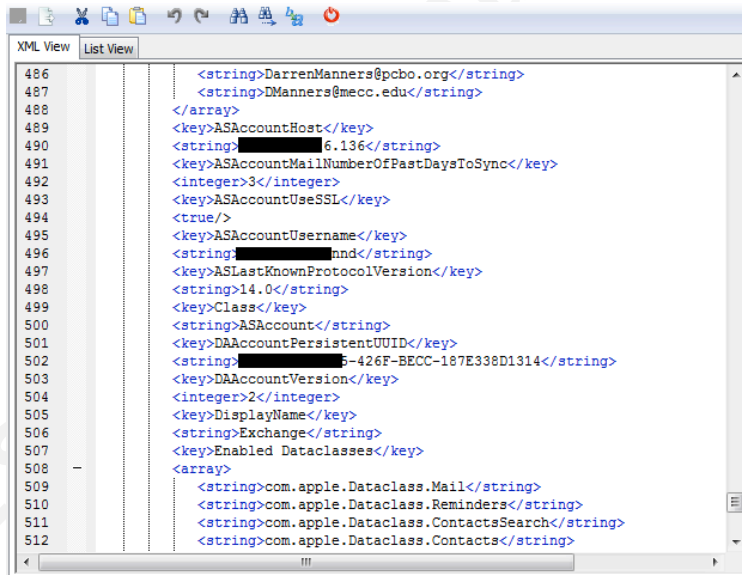 XML View List View
486 <string>DarrenManners@pcbo.org</string>
487 <string>DManners@mecc.edu</string>
488 </array>
489 <key>ASAccountHost</key>
490 <string> 6.136</string>
491 <key>ASAccountMailNumberOfPastDaysToSync</key>
492 <integer>3</integer>
493 <key>ASAccountUseSSL</key>
494 <true/>
495 <key>ASAccountUsername</key>
496 <string> nnd</string>
497 <key>ASLastKnownProtocolVersion</key>
498 <string>14.0</string>
499 <key>Class</key>
500 <string>ASAccount</string>
501 <key>DAAccountPersistentUUID</key>
502 <string> 5-426F-BECC-187E338D1314</string>
503 <key>DAAccountVersion</key>
504 <integer>2</integer>
505 <key>DisplayName</key>
506 <string>Exchange</string>
507 <key>Enabled Dataclasses</key>
508 <array>
509 <string>com.apple.Dataclass.Mail</string>
510 <string>com.apple.Dataclass.Reminders</string>
511 <string>com.apple.Dataclass.ContactsSearch</string>
512 <string>com.apple.Dataclass.Contacts</string>